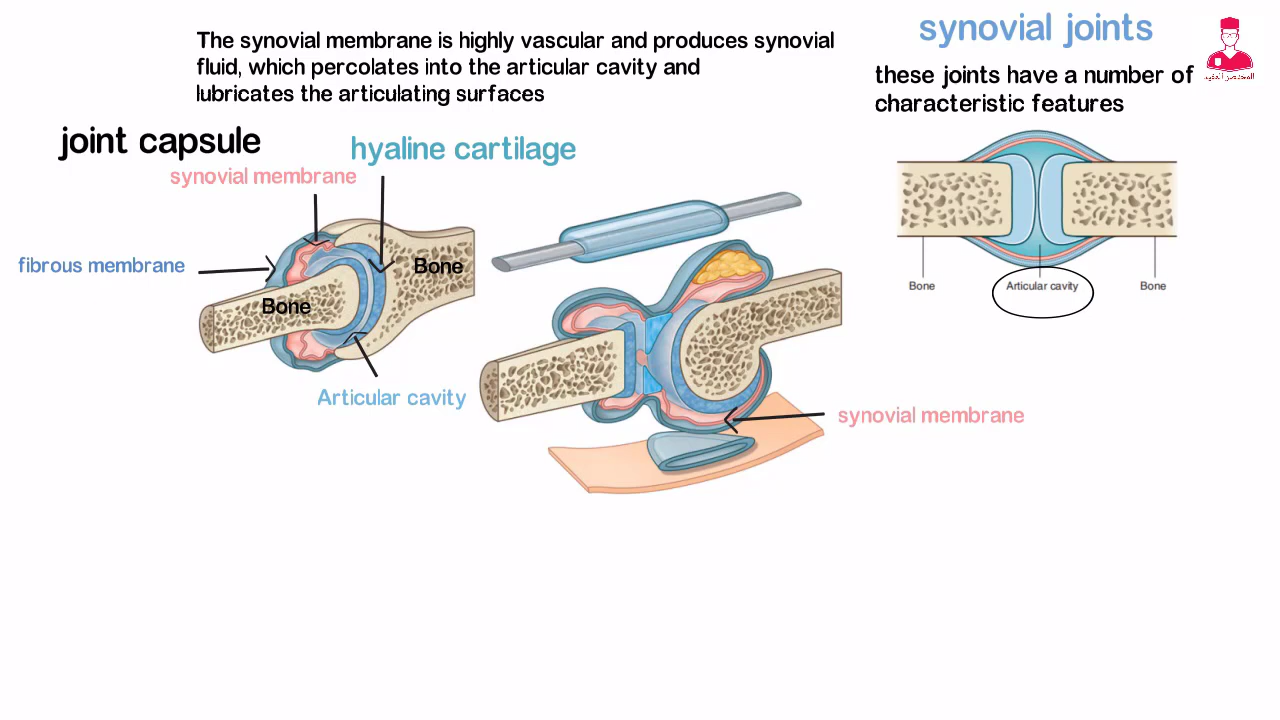 synovial joints
The synovial membrane is highly vascular and produces synovial
fluid, which percolates into the articular cavity and
lubricates the articulating surfaces
these joints have a number of
characteristic features
المختصر المفيد
joint capsule
hyaline cartilage
synovial membrane
fibrous membrane
Bone
Bone
Articular cavity
Bone
Articular cavity
Bone
synovial membrane